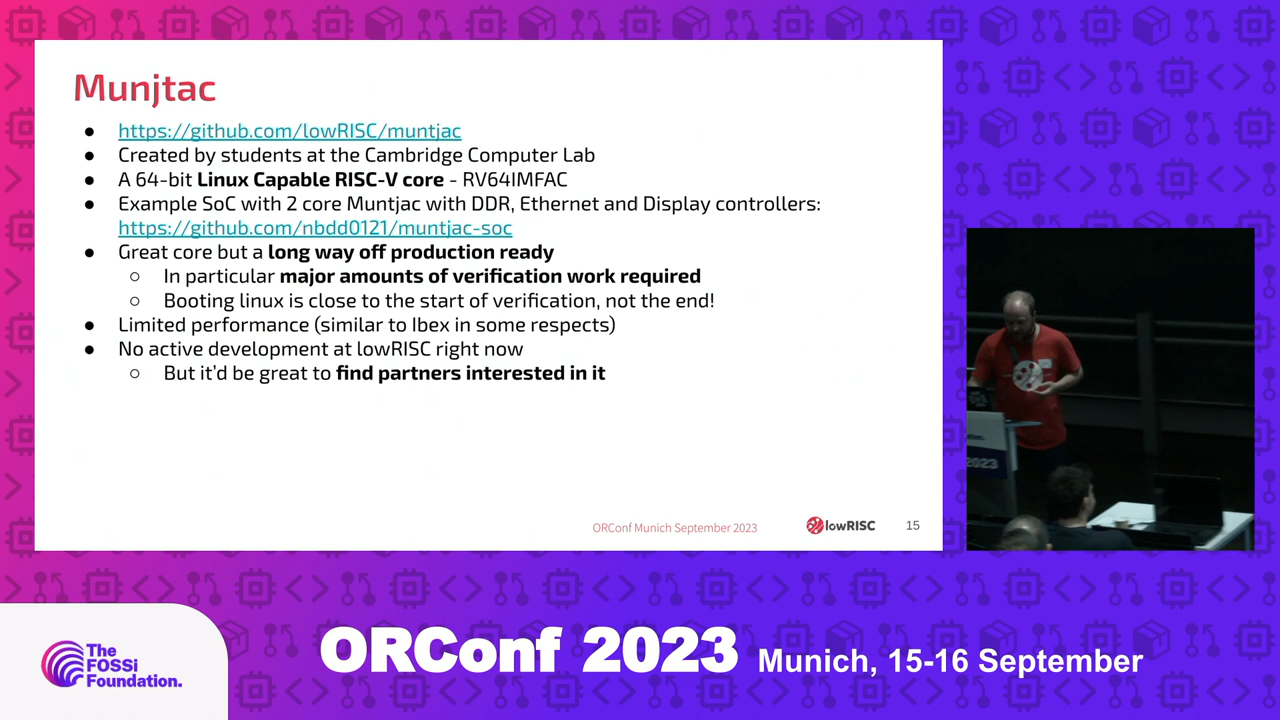 Munjtac
● https://github.com/lowRISC/muntjac
● Created by students at the Cambridge Computer Lab
● A 64-bit Linux Capable RISC-V core - RV64IMFAC
● Example SoC with 2 core Muntjac with DDR, Ethernet and Display controllers:
https://github.com/nbdd0121/muntjac-soc
● Great core but a long way off production ready
○ In particular major amounts of verification work required
○ Booting linux is close to the start of verification, not the end!
● Limited performance (similar to Ibex in some respects)
● No active development at lowRISC right now
○ But it'd be great to find partners interested in it
ORConf Munich September 2023
lowRISC
15
2023
The
FOSSi
Foundation.
ORConf 2023 Munich, 15-16 September